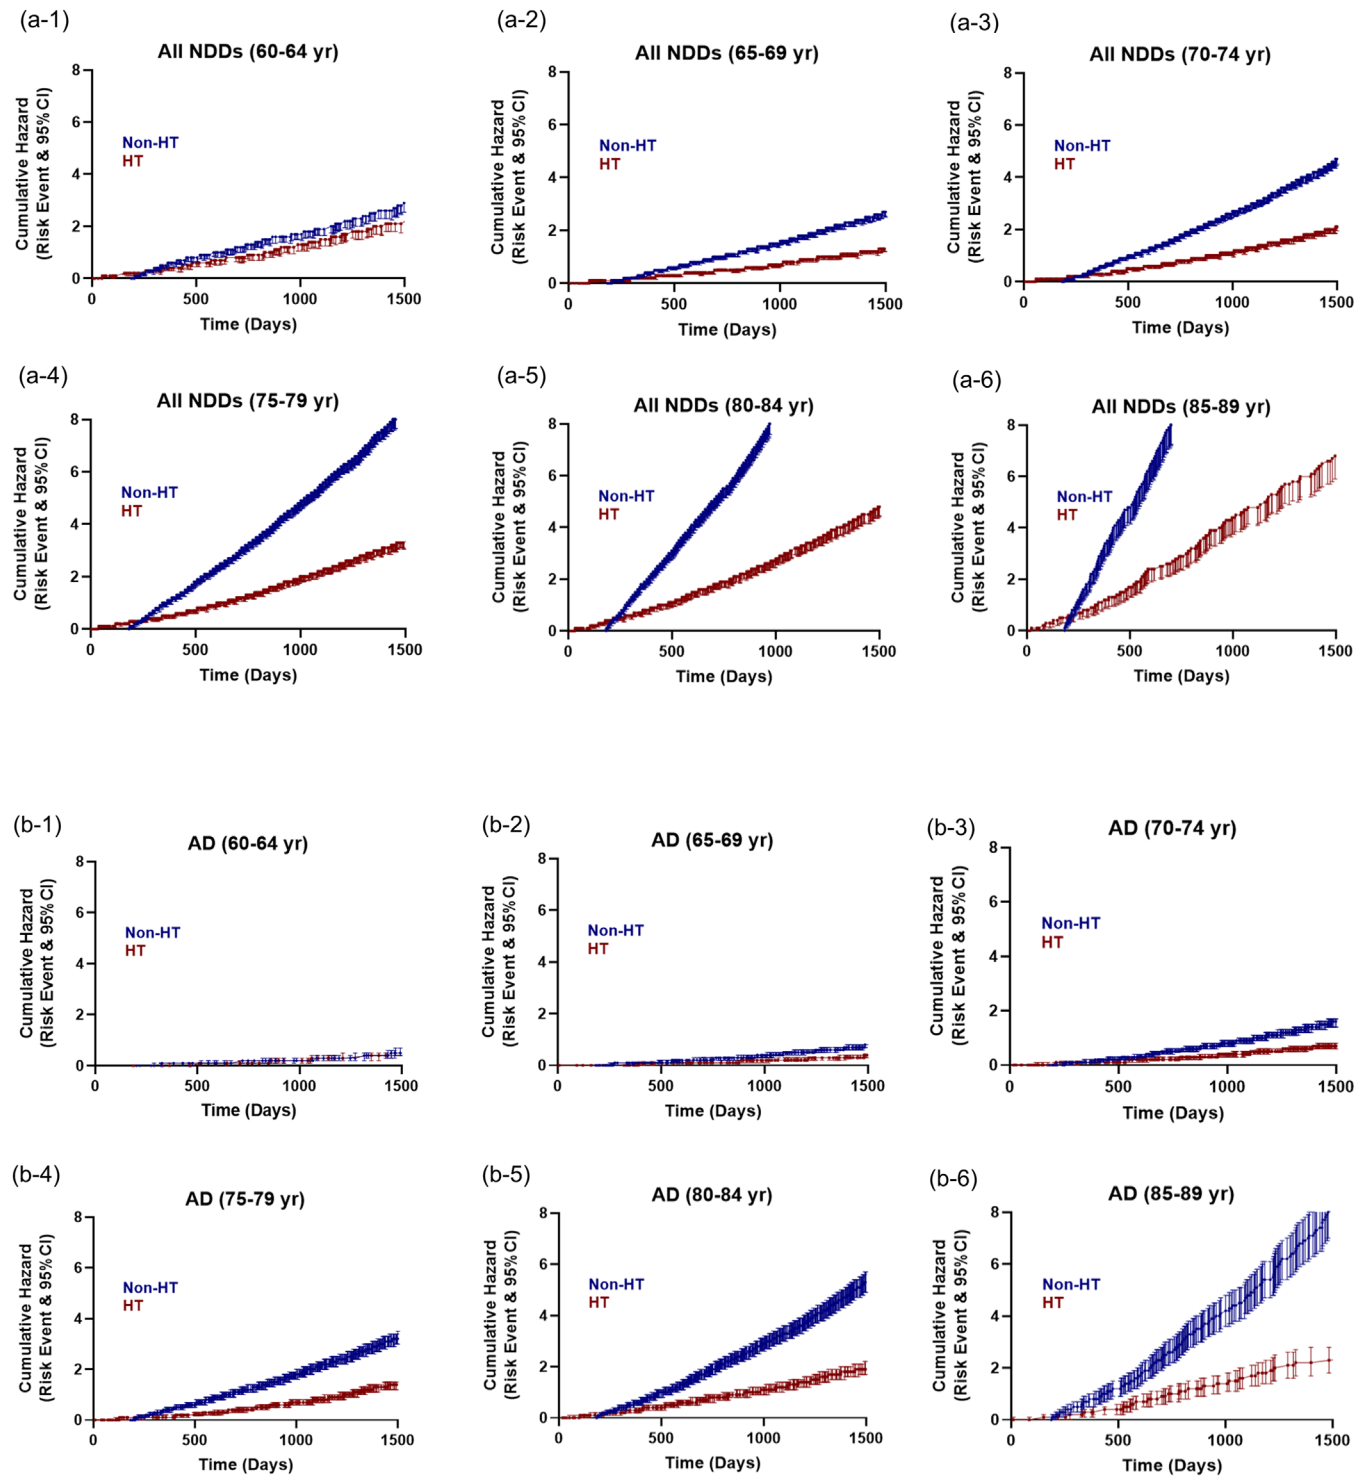 (a-1)
All NDDs (60-64 yr)
Cumulative Hazard
(Risk Event & 95% CI)
8
6
4
2
0
Non-HT
HT
0 500 1000 1500
Time (Days)
(a-2)
All NDDs (65-69 yr)
Cumulative Hazard
(Risk Event & 95% CI)
8
6
4
2
0
Non-HT
HT
0 500 1000 1500
Time (Days)
(a-3)
All NDDs (70-74 yr)
Cumulative Hazard
(Risk Event & 95% CI)
8
6
4
2
0
Non-HT
HT
0 500 1000 1500
Time (Days)
(a-4)
All NDDs (75-79 yr)
Cumulative Hazard
(Risk Event & 95% CI)
8
6
4
2
0
Non-HT
HT
0 500 1000 1500
Time (Days)
(a-5)
All NDDs (80-84 yr)
Cumulative Hazard
(Risk Event & 95% CI)
8
6
4
2
0
Non-HT
HT
0 500 1000 1500
Time (Days)
(a-6)
All NDDs (85-89 yr)
Cumulative Hazard
(Risk Event & 95% CI)
8
6
4
2
0
Non-HT
HT
0 500 1000 1500
Time (Days)
(b-1)
AD (60-64 yr)
Cumulative Hazard
(Risk Event & 95% CI)
8
6
4
2
0
Non-HT
HT
0 500 1000 1500
Time (Days)
(b-2)
AD (65-69 yr)
Cumulative Hazard
(Risk Event & 95% CI)
8
6
4
2
0
Non-HT
HT
0 500 1000 1500
Time (Days)
(b-3)
AD (70-74 yr)
Cumulative Hazard
(Risk Event & 95% CI)
8
6
4
2
0
Non-HT
HT
0 500 1000 1500
Time (Days)
(b-4)
AD (75-79 yr)
Cumulative Hazard
(Risk Event & 95% CI)
8
6
4
2
0
Non-HT
HT
0 500 1000 1500
Time (Days)
(b-5)
AD (80-84 yr)
Cumulative Hazard
(Risk Event & 95% CI)
8
6
4
2
0
Non-HT
HT
0 500 1000 1500
Time (Days)
(b-6)
AD (85-89 yr)
Cumulative Hazard
(Risk Event & 95% CI)
8
6
4
2
0
Non-HT
HT
0 500 1000 1500
Time (Days)